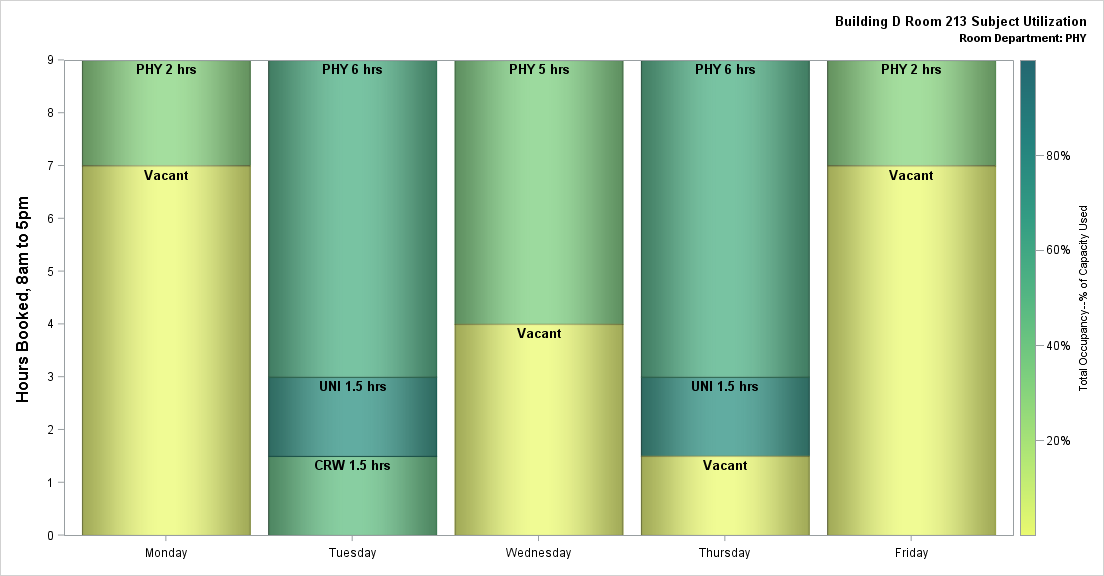 Building D Room 213 Subject Utilization
Room Department: PHY
Hours Booked, 8am to 5pm
9
8
7
6
5
4
3
2
1
0
PHY 2 hrs
Vacant
PHY 6 hrs
UNI 1.5 hrs
CRW 1.5 hrs
PHY 5 hrs
Vacant
PHY 6 hrs
UNI 1.5 hrs
Vacant
PHY 2 hrs
Vacant
Monday
Tuesday
Wednesday
Thursday
Friday
80%
60%
40%
20%
Total Occupancy--% of Capacity Used